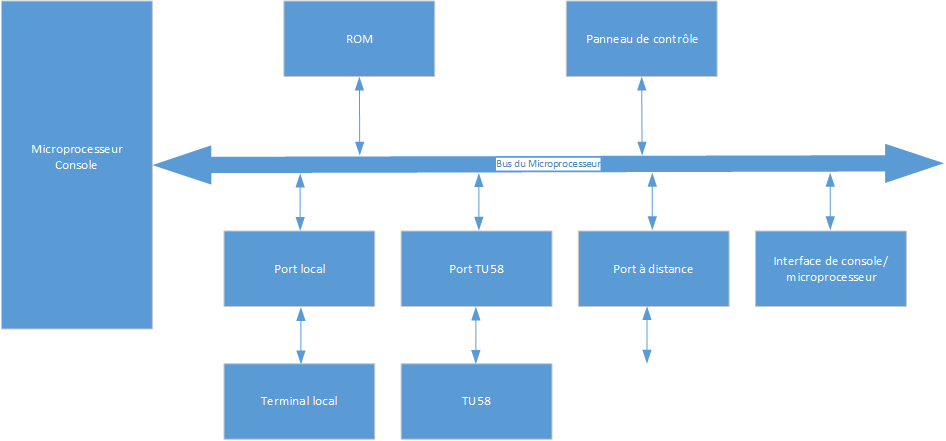 ROM
Panneau de contrôle
Microprocesseur
Console
Bus du Microprocesseur
Port local
Port TU58
Port à distance
Interface de console/
microprocesseur
Terminal local
TU58